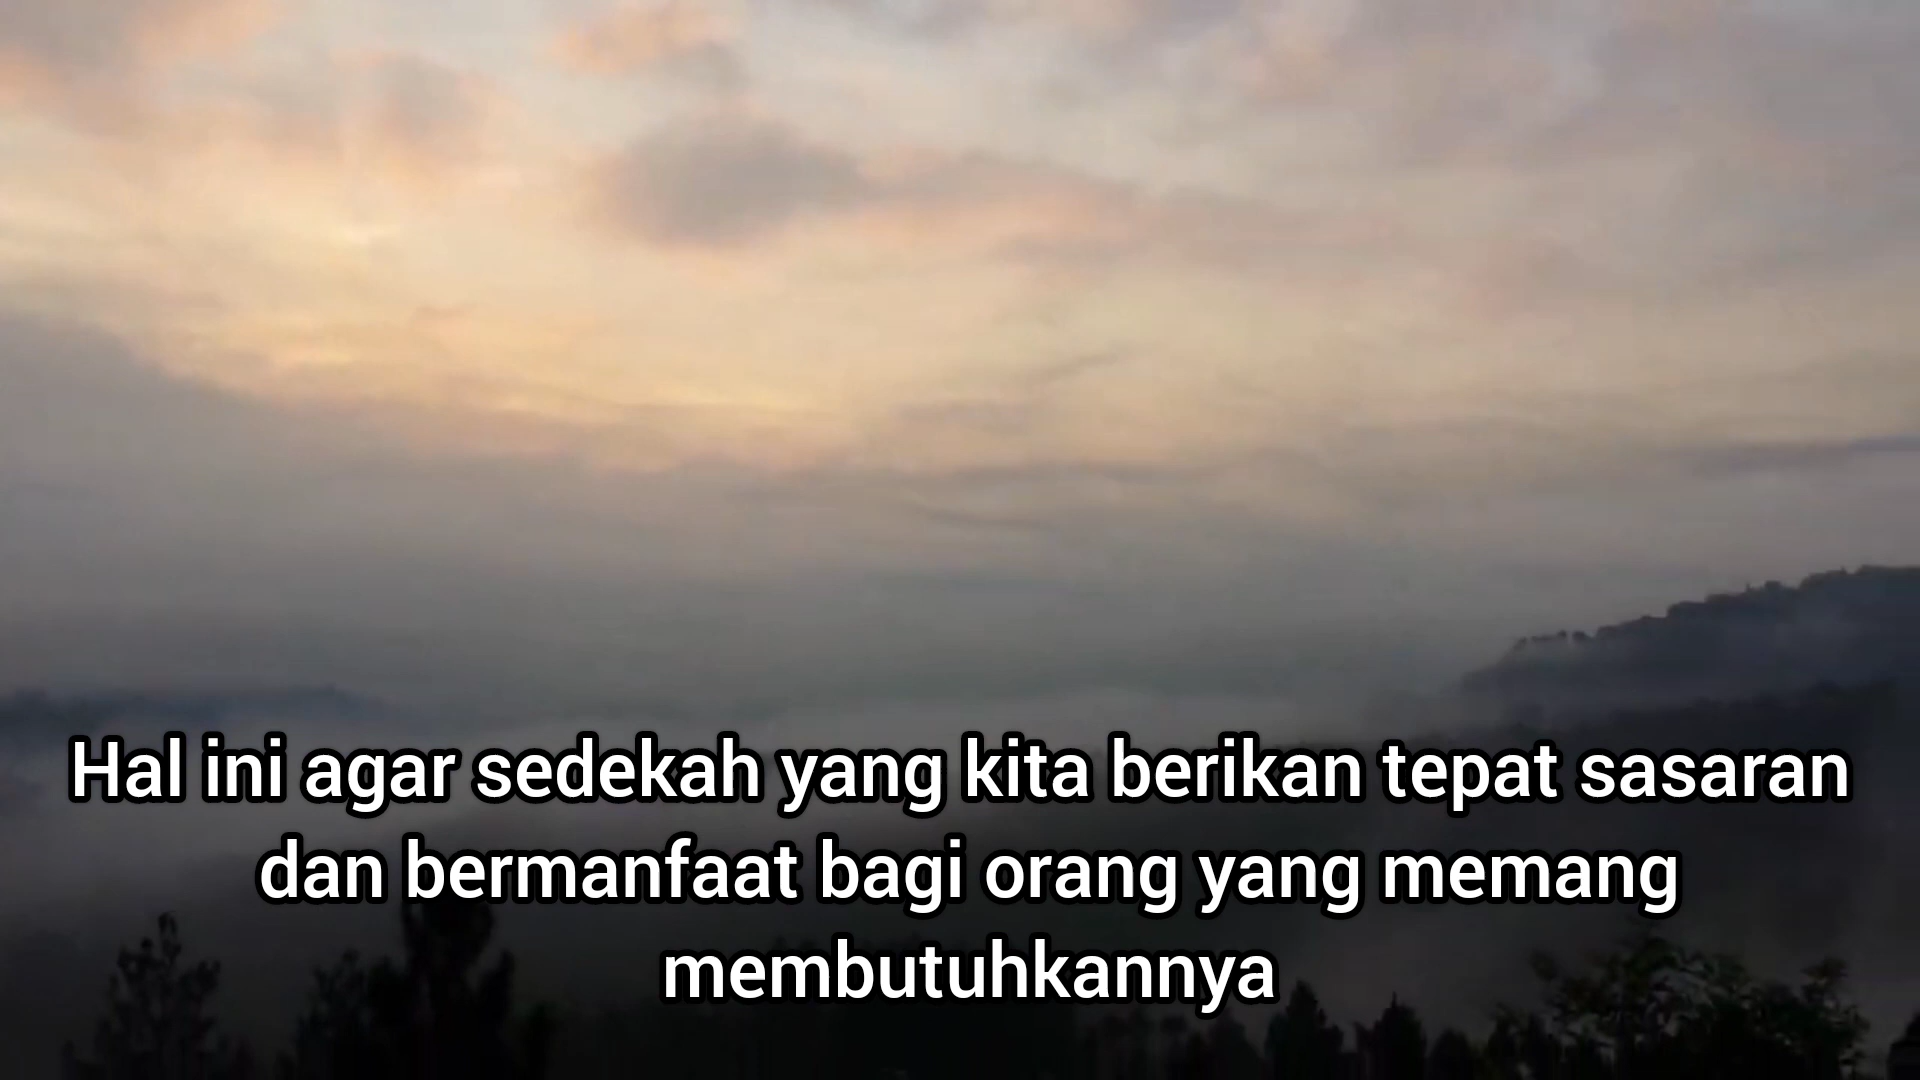 Hal ini agar sedekah yang kita berikan tepat sasaran
dan bermanfaat bagi orang yang memang
membutuhkannya